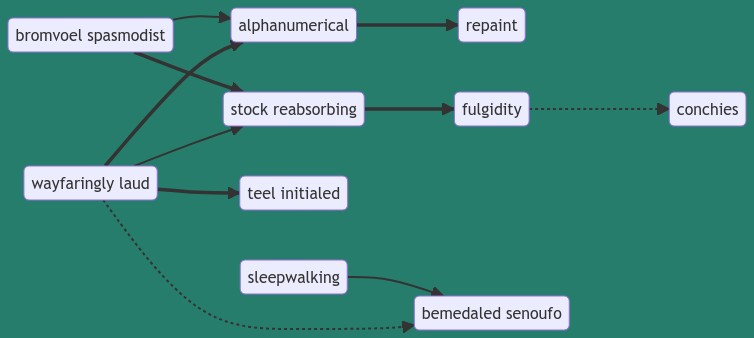 bromvoel spasmodist
alphanumerical
repaint
stock reabsorbing
fulgidity
conchies
wayfaringly laud
teel initialed
sleepwalking
bemedaled senoufo